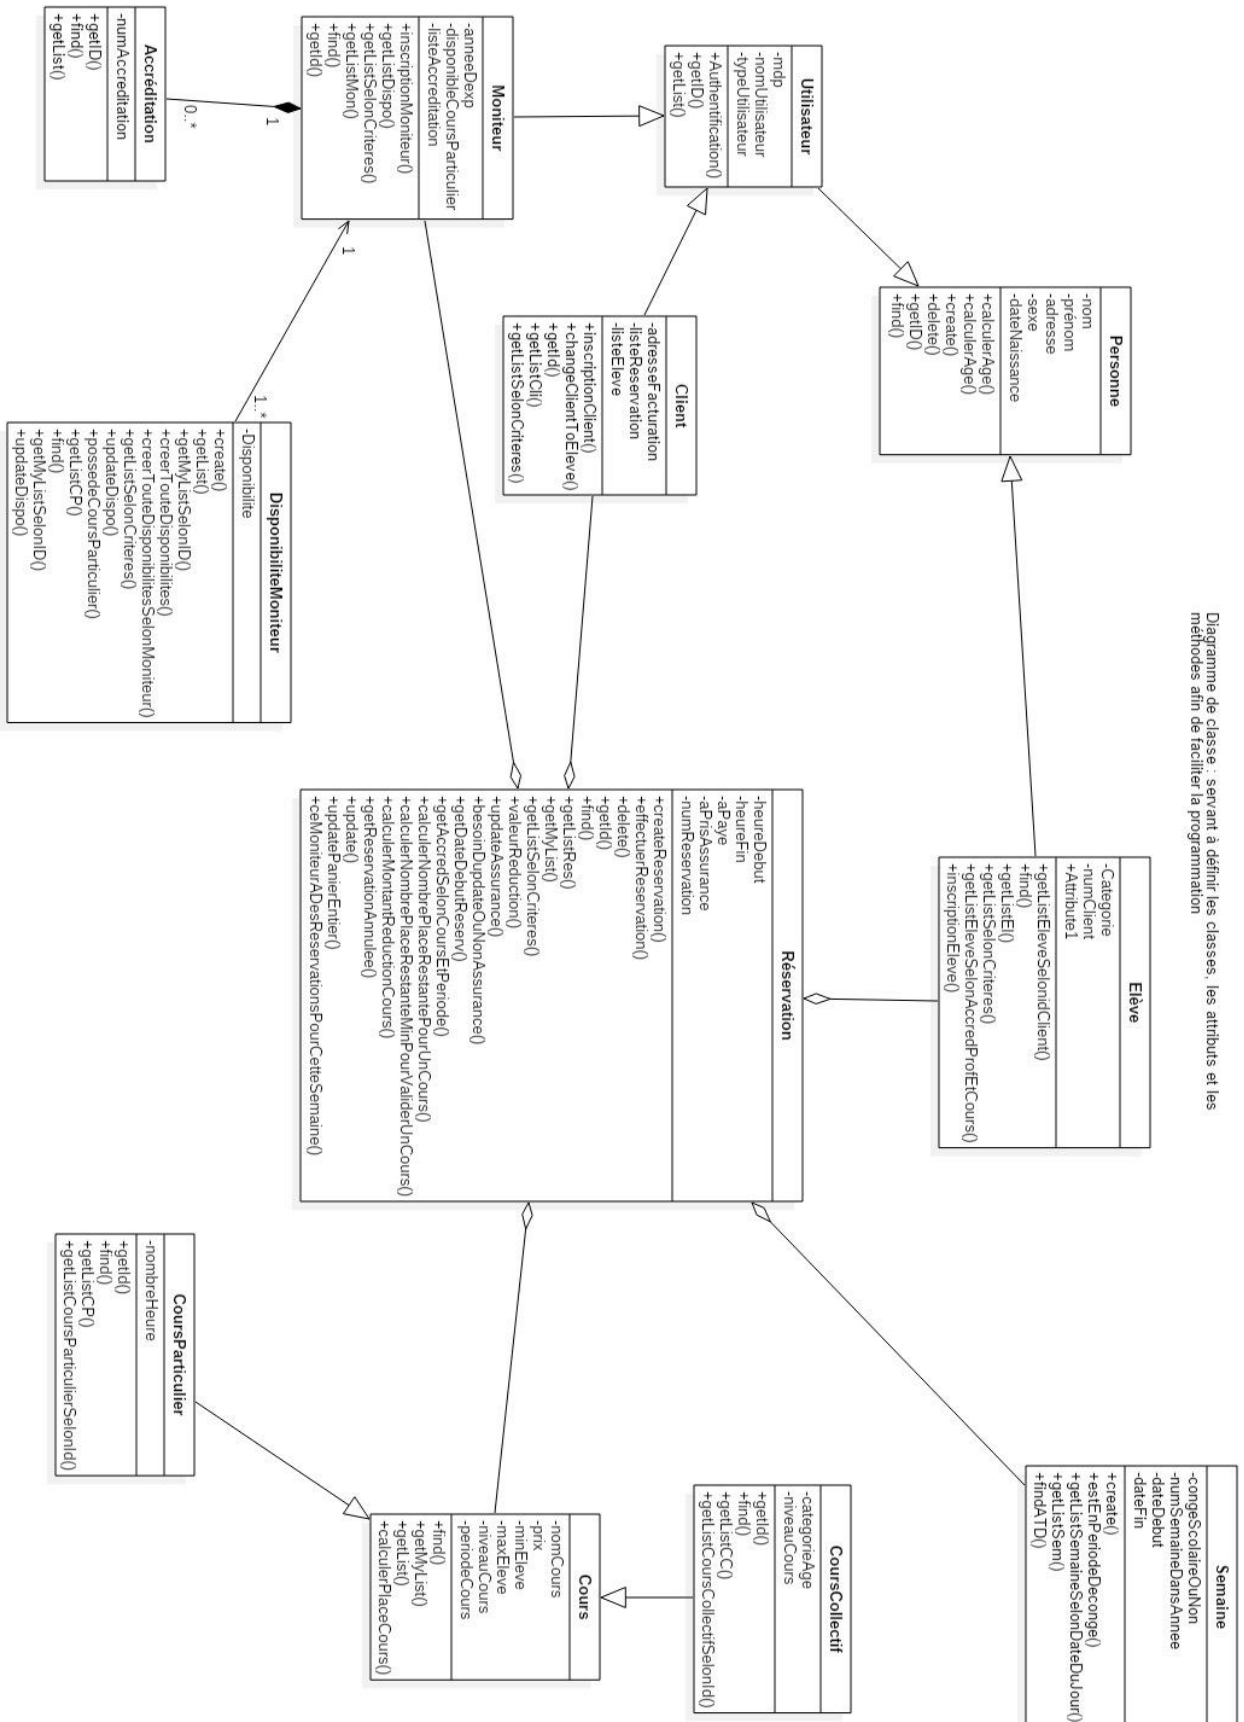 Diagramme de classe : servant à définir les classes, les attributs et les
méthodes afin de faciliter la programmation
Personne
-nom
-prénom
-adresse
-sexe
-dateNaissance
+calculerAge()
+calculerAge()
+create()
+delete()
+getID()
+find()
Elève
-Categorie
-numClient
+Attribute1
+getListEleveSelonidClient()
+find()
+getListEl()
+getListSelonCriteres()
+getListEleveSelonAccredProfEtCours()
+inscriptionEleve()
Semaine
-congeScolaireOuNon
-numSemaineDansAnnee
-dateDebut
-dateFin
+create()
+estEnPeriodeDeconge()
+getListSemaineSelonDateDuJour()
+getListSem()
+findATD()
Utilisateur
-mdp
-nomUtilisateur
-typeUtilisateur
+Authentification()
+getID()
+getList()
Client
-adresseFacturation
-listeReservation
-listeEleve
+inscriptionClient()
+changeClientToEleve()
+getId()
+getListCli()
+getListSelonCriteres()
Réservation
-heureDebut
-heureFin
-aPaye
-aPrisAssurance
-numReservation
+createReservation()
+effectuerReservation()
+delete()
+getId()
+find()
+getListRes()
+getMyList()
+getListSelonCriteres()
+valeurReduction()
+updateAssurance()
+besoinDupdateOuNonAssurance()
+getDateDebutReserv()
+getAccredSelonCoursEtPeriode()
+calculerNombrePlaceRestantePourUnCours()
+calculerNombrePlaceRestanteMinPourValiderUnCours()
+calculerMontantReductionCours()
+getReservationAnnulee()
+update()
+updatePanierEntier()
+ceMoniteurADesReservationsPourCetteSemaine()
CoursCollectif
-categorieAge
-niveauCours
+getId()
+find()
+getListCC()
+getListCoursCollectifSelonId()
Moniteur
-anneeDexp
-disponibleCoursParticulier
-listeAccreditation
+inscriptionMoniteur()
+getListDispo()
+getListSelonCriteres()
+getListMon()
+find()
+getId()
1
0..*
1
1..*
Cours
-nomCours
-prix
-minEleve
-maxEleve
-niveauCours
-periodeCours
+find()
+getMyList()
+getList()
+calculerPlaceCours()
Accréditation
-numAccreditation
+getID()
+find()
+getList()
DisponibiliteMoniteur
-Disponibilite
+create()
+getList()
+getMyListSelonID()
+creerTouteDisponibilites()
+creerTouteDisponibilitesSelonMoniteur()
+getListSelonCriteres()
+updateDispo()
+possedeCoursParticulier()
+getListCP()
+find()
+getMyListSelonID()
+updateDispo()
CoursParticulier
-nombreHeure
+getId()
+find()
+getListCP()
+getListCoursParticulierSelonId()